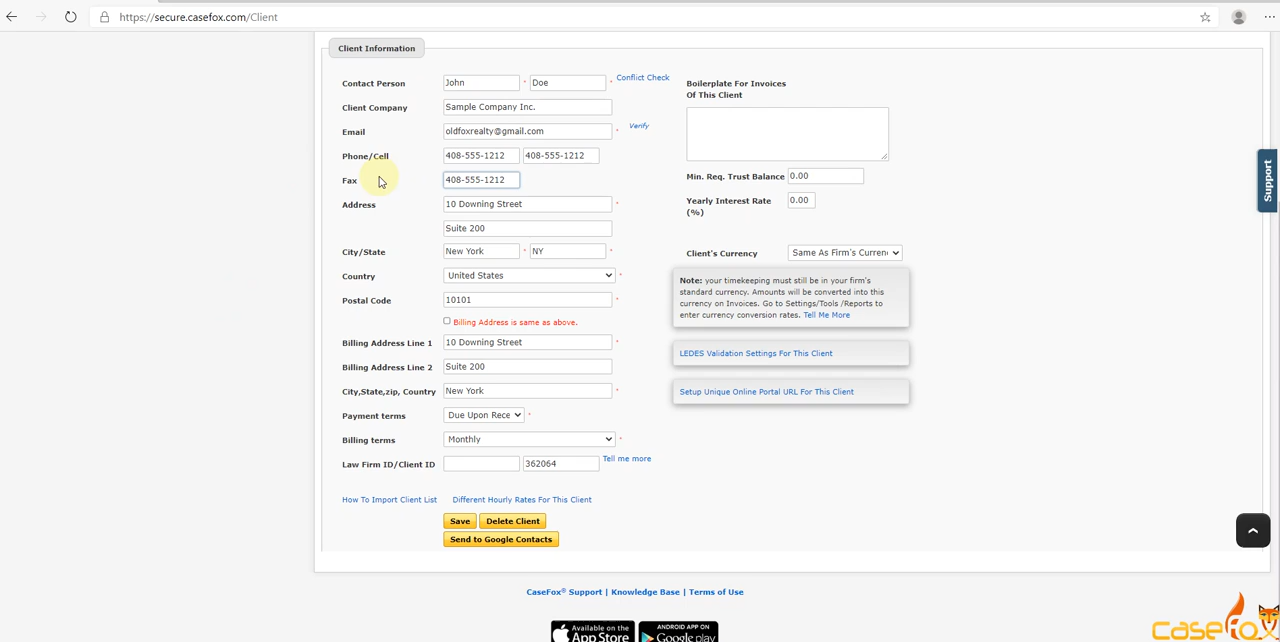 https://secure.casefox.com/Client
Client Information
Contact Person John * Doe * Conflict Check
Client Company Sample Company Inc.
Email oldfoxrealty@gmail.com * Verify
Phone/Cell 408-555-1212 408-555-1212
Fax 408-555-1212
Address 10 Downing Street *
Suite 200
City/State New York * NY *
Country United States *
Postal Code 10101 *
Billing Address is same as above.
Billing Address Line 1 10 Downing Street *
Billing Address Line 2 Suite 200
City,State,zip, Country New York *
Payment terms Due Upon Rece *
Billing terms Monthly *
Law Firm ID/Client ID 362064 Tell me more
How To Import Client List Different Hourly Rates For This Client
Save Delete Client
Send to Google Contacts
Boilerplate For Invoices
Of This Client
Min. Req. Trust Balance 0.00
Yearly Interest Rate 0.00
(%)
Client's Currency Same As Firm's Curren
Note: your timekeeping must still be in your firm's
standard currency. Amounts will be converted into this
currency on Invoices. Go to Settings/Tools /Reports to
enter currency conversion rates. Tell Me More
LEDES Validation Settings For This Client
Setup Unique Online Portal URL For This Client
Support
CaseFox® Support | Knowledge Base | Terms of Use
Available on the
App Store
ANDROID APP ON
Google play
casefox